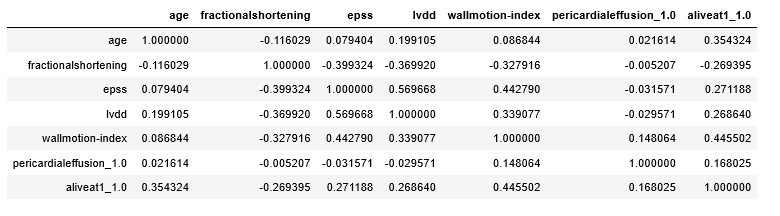 age fractionalshortening epss lvdd wallmotion-index pericardialeffusion_1.0 aliveat1_1.0
age 1.000000 -0.116029 0.079404 0.199105 0.086844 0.021614 0.354324
fractionalshortening -0.116029 1.000000 -0.399324 -0.369920 -0.327916 -0.005207 -0.269395
epss 0.079404 -0.399324 1.000000 0.569668 0.442790 -0.031571 0.271188
lvdd 0.199105 -0.369920 0.569668 1.000000 0.339077 -0.029571 0.268640
wallmotion-index 0.086844 -0.327916 0.442790 0.339077 1.000000 0.148064 0.445502
pericardialeffusion_1.0 0.021614 -0.005207 -0.031571 -0.029571 0.148064 1.000000 0.168025
aliveat1_1.0 0.354324 -0.269395 0.271188 0.268640 0.445502 0.168025 1.000000